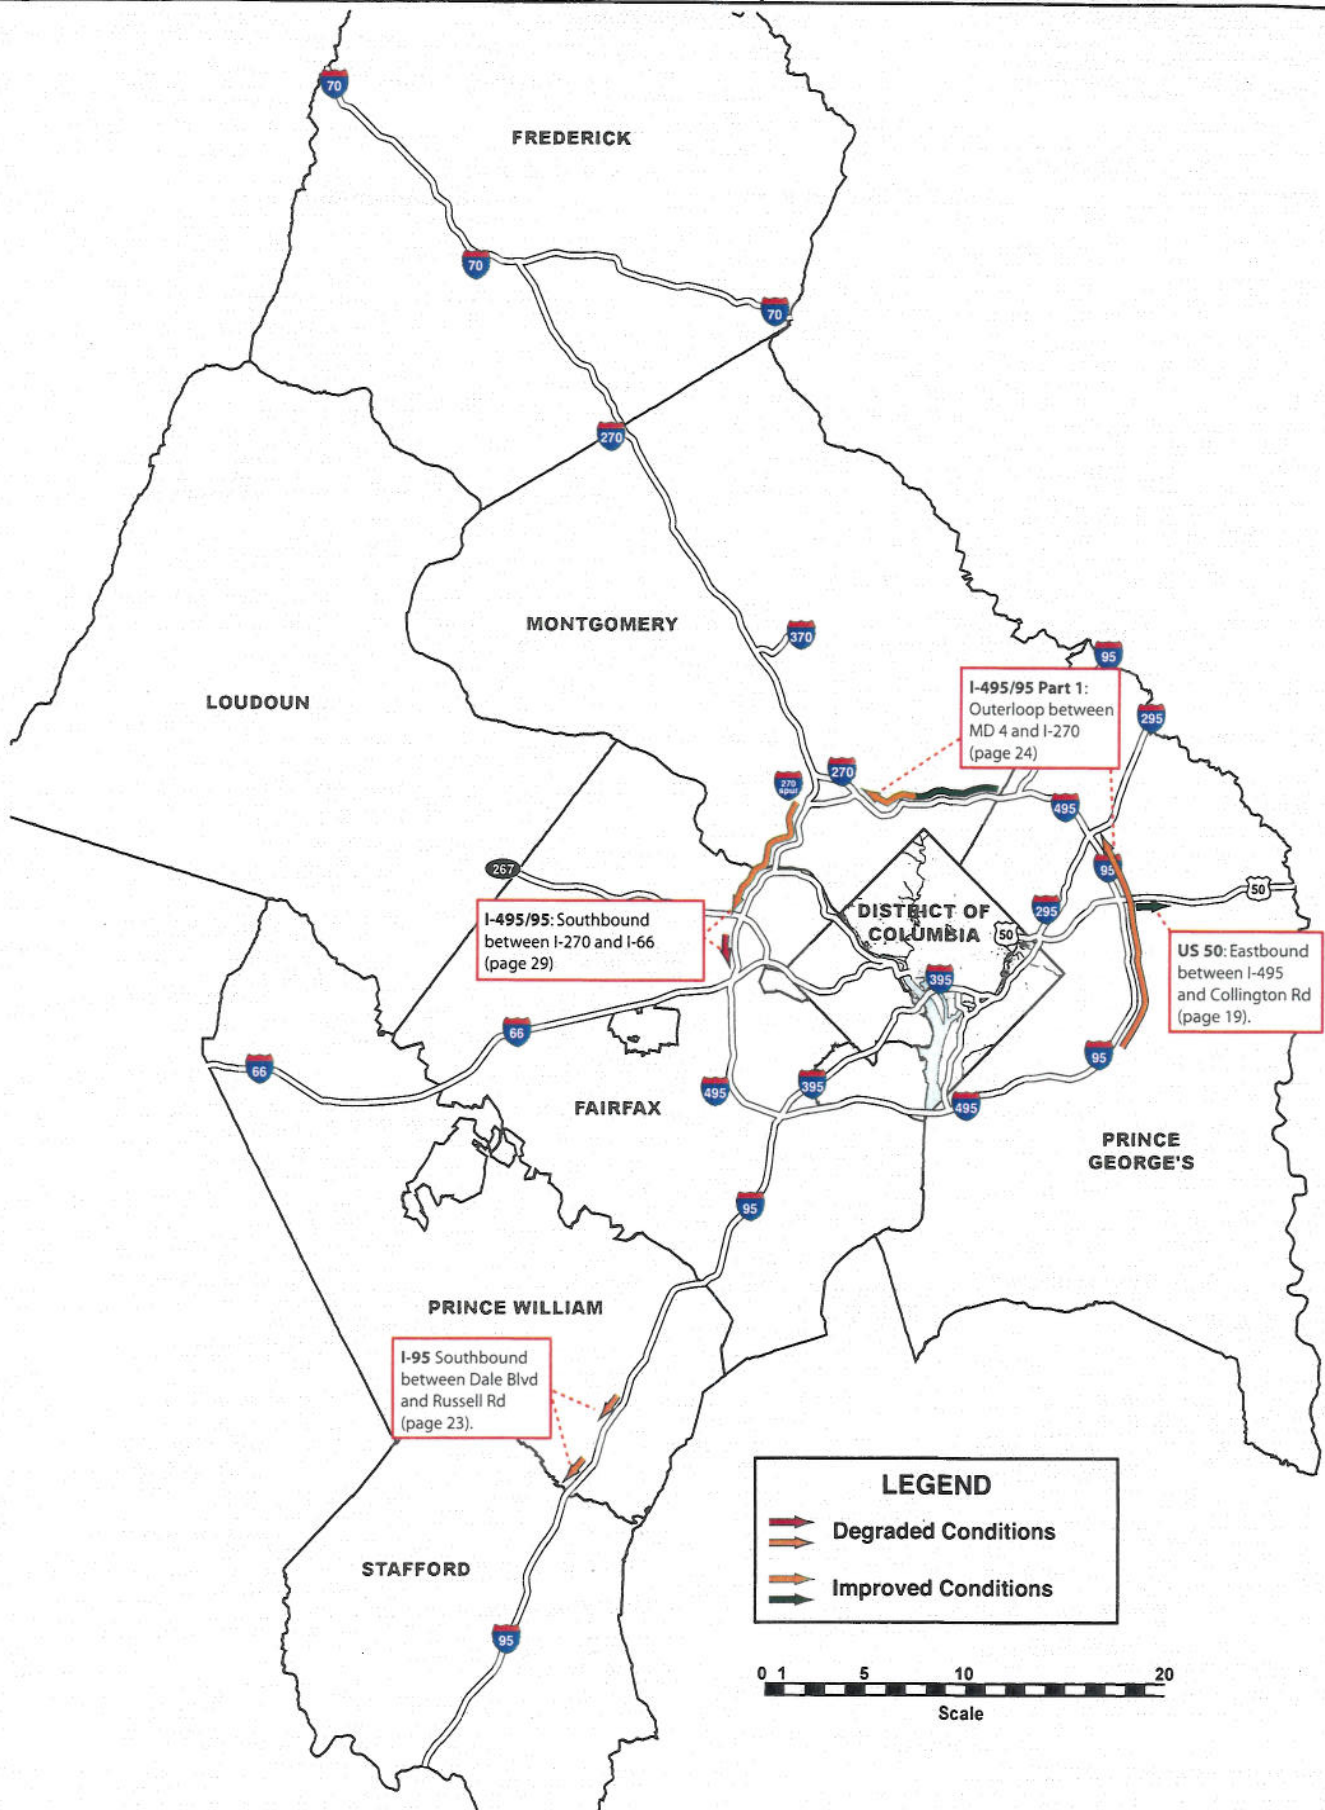 70
FREDERICK
70
70
270
MONTGOMERY
370
LOUDOUN
95
I-495/95 Part 1:
Outerloop between
MD 4 and I-270
(page 24)
295
270
270
spur
495
267
95
50
I-495/95: Southbound
between I-270 and I-66
(page 29)
DISTRICT OF
COLUMBIA
50
295
US 50: Eastbound
between I-495
and Collington Rd
(page 19).
395
66
66
95
495
395
495
FAIRFAX
PRINCE
GEORGE'S
95
PRINCE WILLIAM
I-95 Southbound
between Dale Blvd
and Russell Rd
(page 23).
LEGEND
Degraded Conditions
Improved Conditions
STAFFORD
95
0 1 5 10 20
Scale